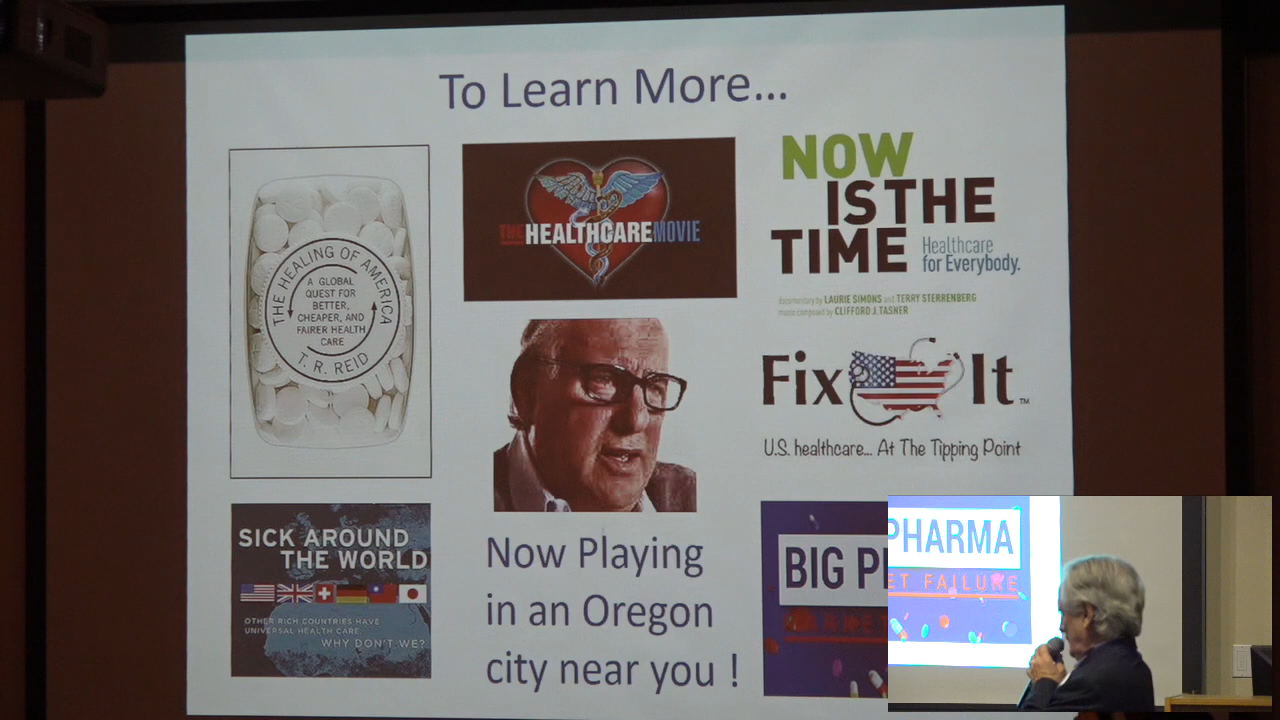 To Learn More...
THE HEALING OF AMERICA
A GLOBAL
QUEST FOR
BETTER,
CHEAPER, AND
FAIRER HEALTH
CARE
T. R. REID
THE HEALTHCARE MOVIE
NOW
IS THE
TIME
Healthcare
for Everybody.
documentary by LAURIE SIMONS and TERRY STERRENBERG
music composed by CLIFFORD J. TASNER
Fix It ™
U.S. healthcare... At The Tipping Point
SICK AROUND
THE WORLD
OTHER RICH COUNTRIES HAVE
UNIVERSAL HEALTH CARE.
WHY DON'T WE?
Now Playing
in an Oregon
city near you !
BIG P
PHARMA
ET FAILURE